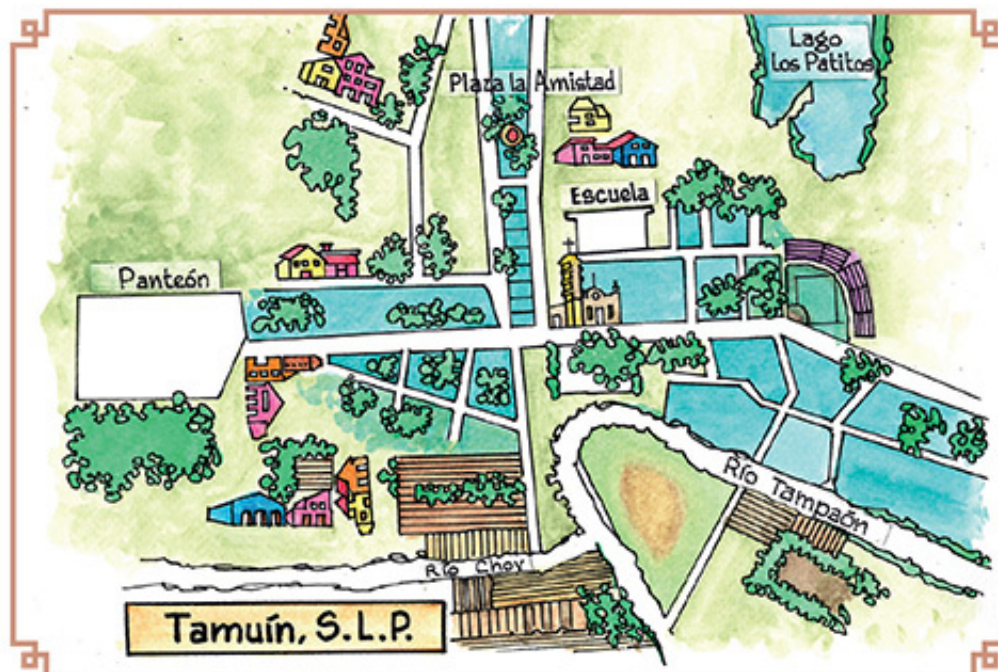 Lago
los Patitos
Plaza la Amistad
Escuela
Panteón
Río Tampaón
Río Choy
Tamuín, S.L.P.